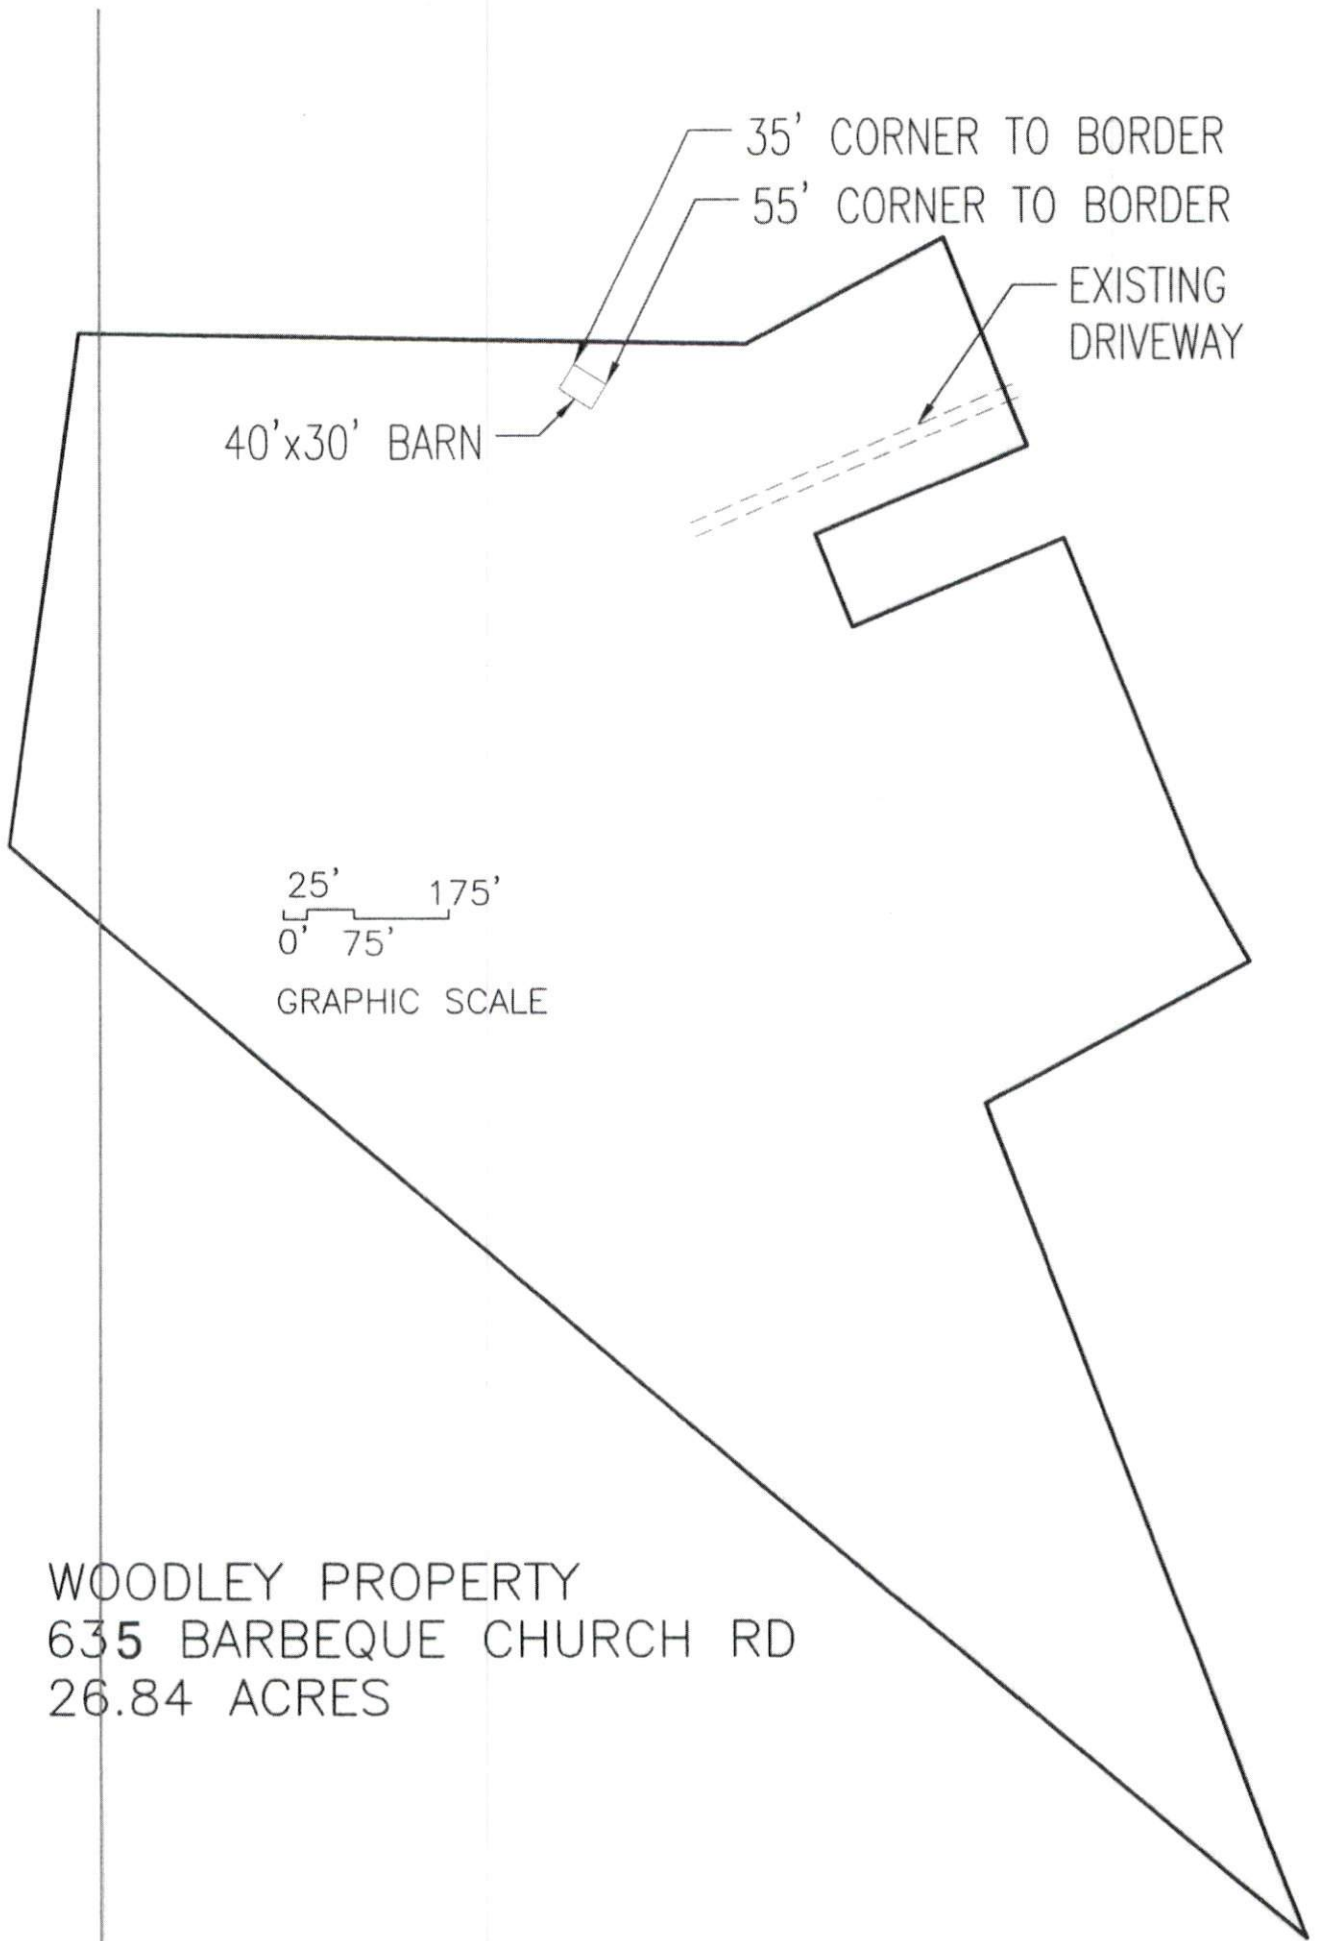 35' CORNER TO BORDER
55' CORNER TO BORDER
EXISTING
DRIVEWAY
40'x30' BARN
25' 175'
0' 75'
GRAPHIC SCALE
WOODLEY PROPERTY
635 BARBEQUE CHURCH RD
26.84 ACRES